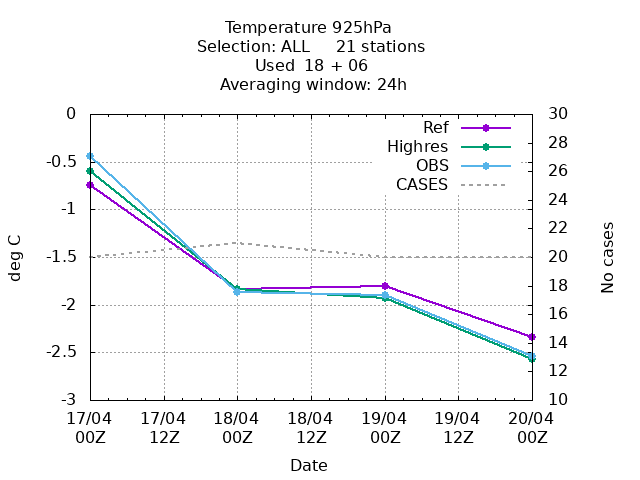 Temperature 925hPa
Selection: ALL     21 stations
Used  18 + 06
Averaging window: 24h
Ref
Highres
OBS
CASES
0
-0.5
-1
-1.5
-2
-2.5
-3
30
28
26
24
22
20
18
16
14
12
10
deg C
No cases
17/04 17/04 18/04 18/04 19/04 19/04 20/04
00Z 12Z 00Z 12Z 00Z 12Z 00Z
Date